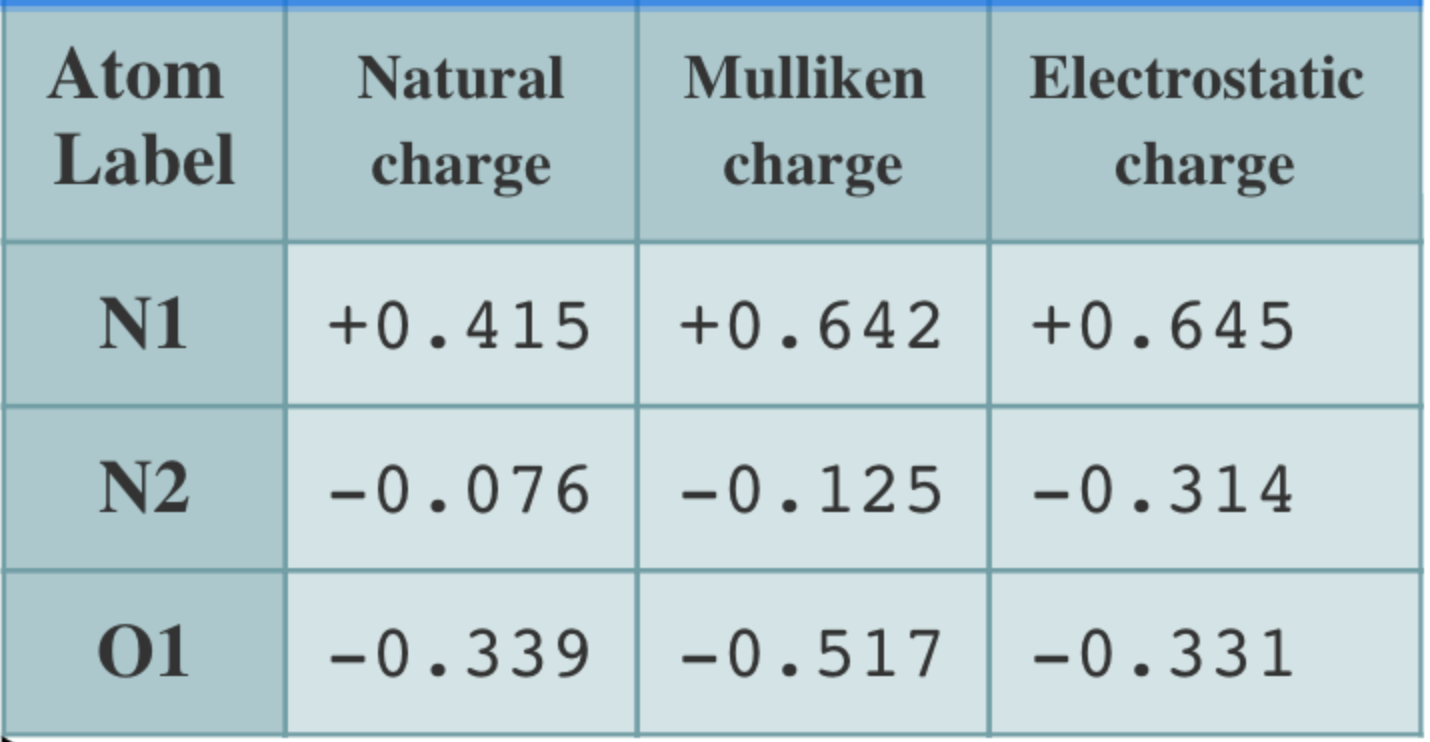 Atom Label Natural charge Mulliken charge Electrostatic charge
N1 +0.415 +0.642 +0.645
N2 −0.076 −0.125 −0.314
O1 −0.339 −0.517 −0.331